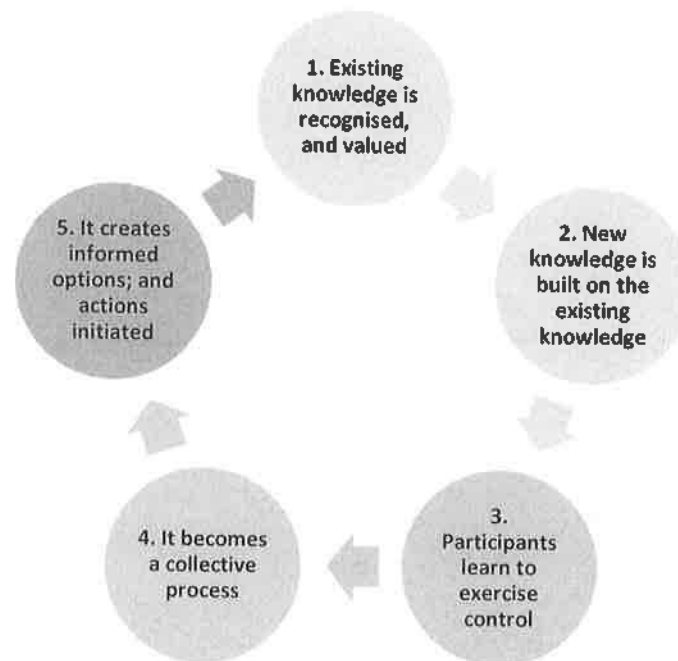 1. Existing
knowledge is
recognised,
and valued
2. New
knowledge is
built on the
existing
knowledge
3.
Participants
learn to
exercise
control
4. It becomes
a collective
process
5. It creates
informed
options; and
actions
initiated